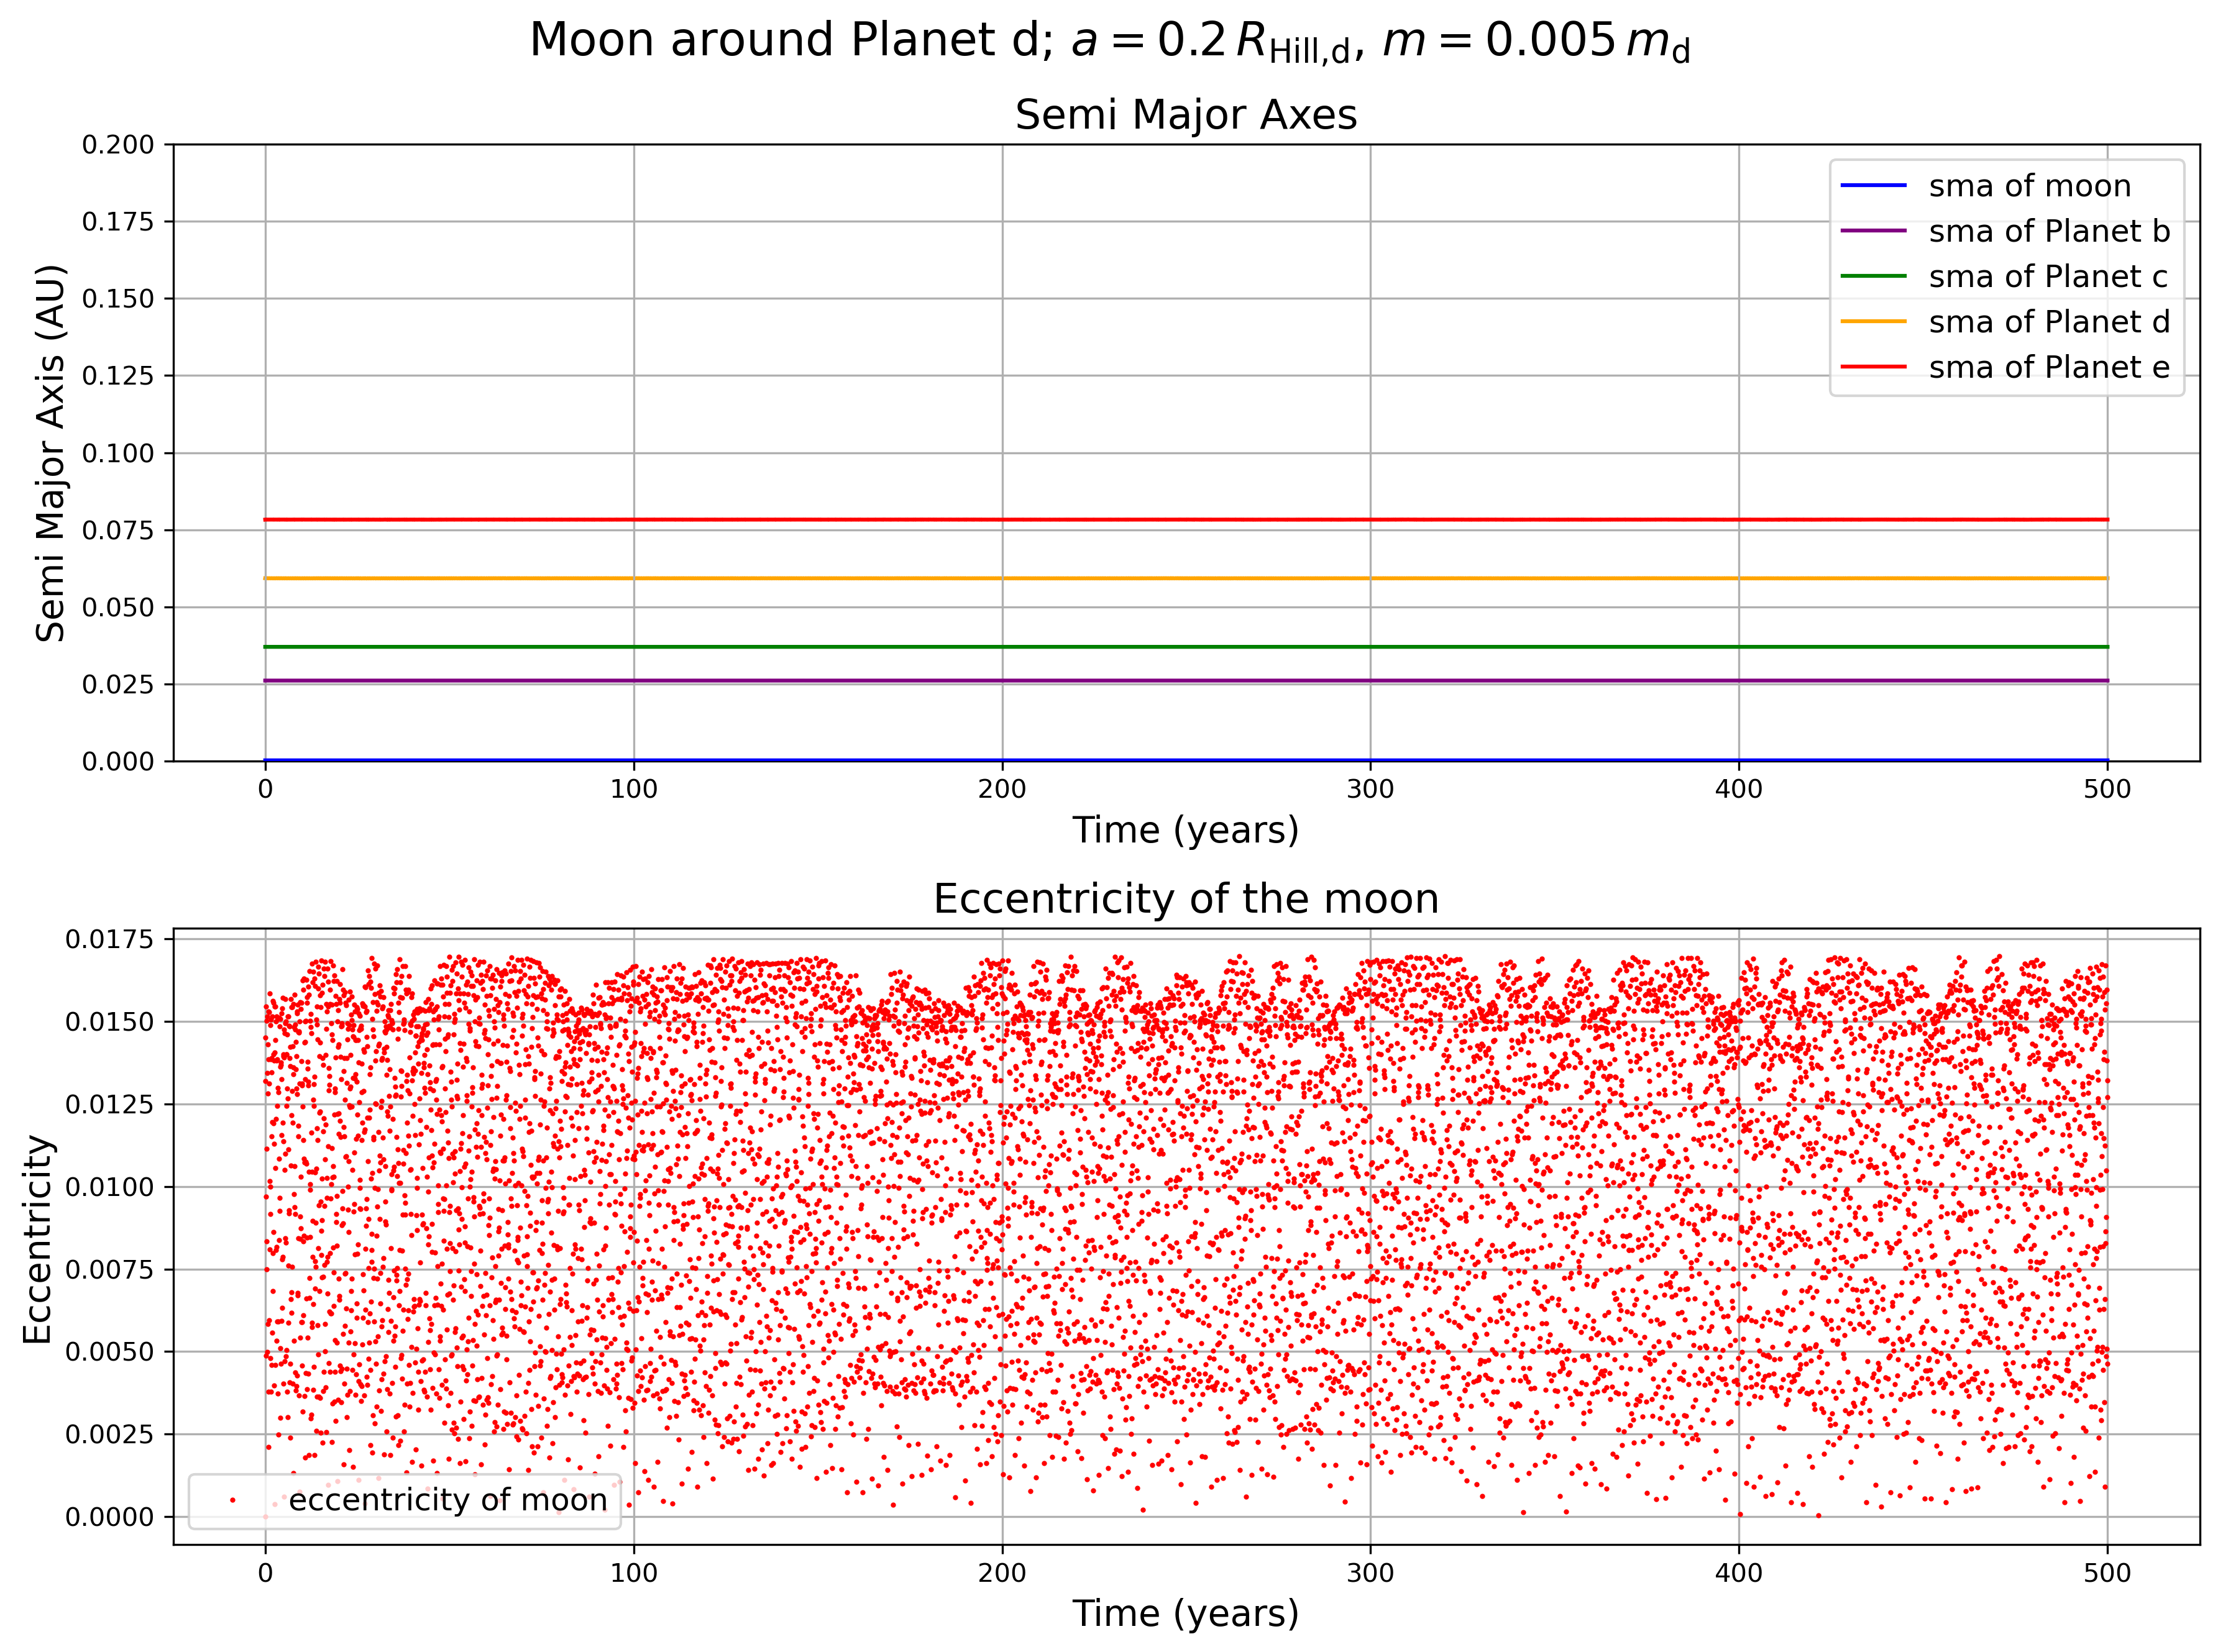 Moon around Planet d; a = 0.2 R_Hill,d, m = 0.005 m_d
Semi Major Axes
Semi Major Axis (AU)
0.200
0.175
0.150
0.125
0.100
0.075
0.050
0.025
0.000
sma of moon
sma of Planet b
sma of Planet c
sma of Planet d
sma of Planet e
0 100 200 300 400 500
Time (years)
Eccentricity of the moon
Eccentricity
0.0175
0.0150
0.0125
0.0100
0.0075
0.0050
0.0025
0.0000
eccentricity of moon
0 100 200 300 400 500
Time (years)